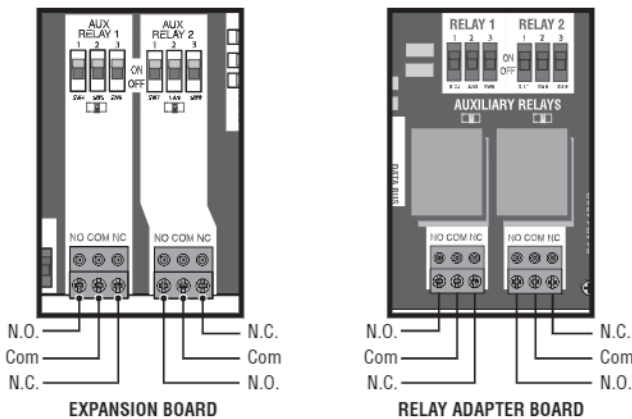 AUX
RELAY 1
AUX
RELAY 2
1 2 3
1 2 3
ON
OFF
NO COM NC
NO COM NC
N.O.
Com
N.C.
N.C.
Com
N.O.
EXPANSION BOARD
RELAY 1
RELAY 2
1 2 3
1 2 3
ON
OFF
AUXILIARY RELAYS
DATA BUS
NO COM NC
NO COM NC
N.O.
Com
N.C.
N.C.
Com
N.O.
RELAY ADAPTER BOARD